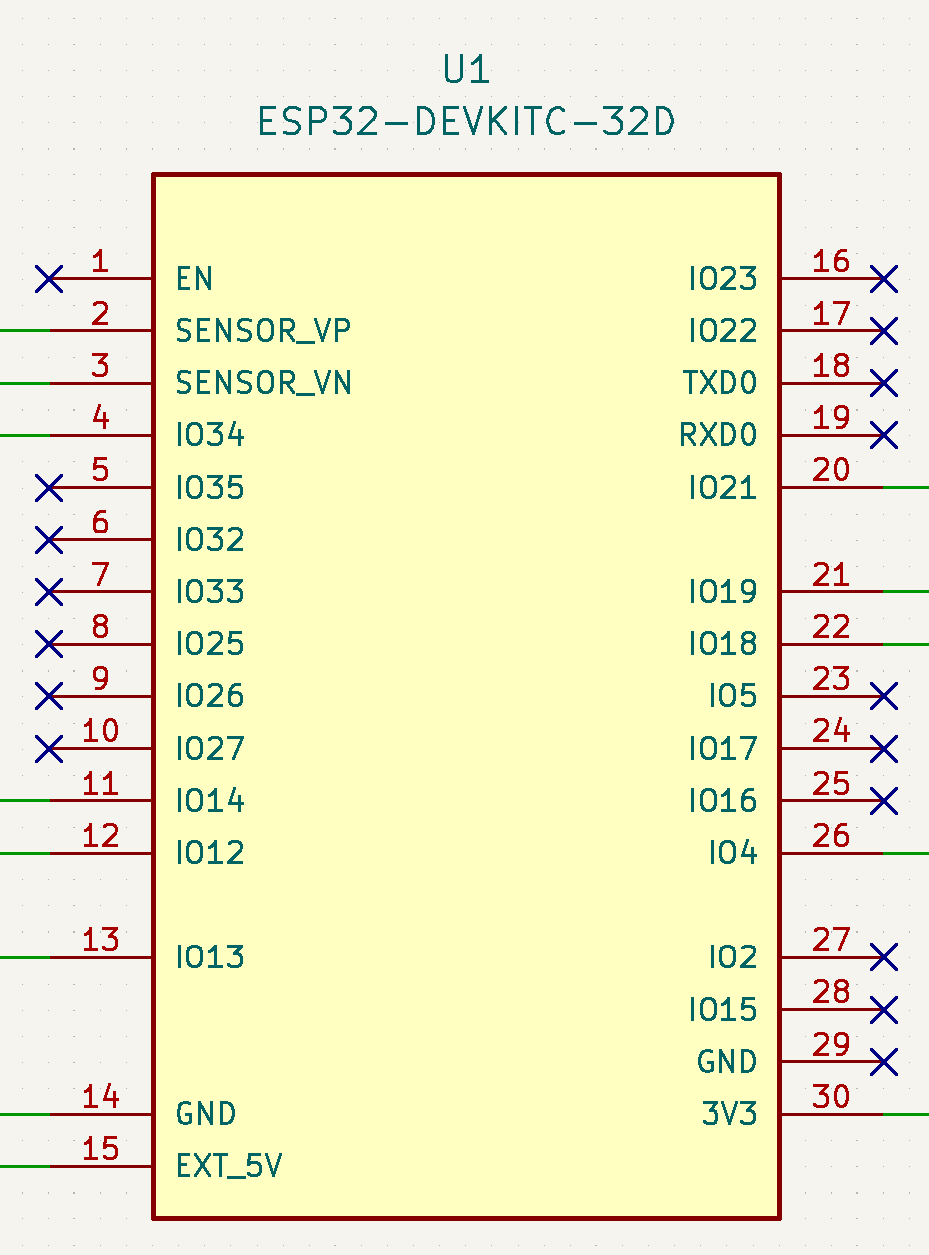 U1
ESP32-DEVKITC-32D
1 EN IO23 16
2 SENSOR_VP IO22 17
3 SENSOR_VN TXD0 18
4 IO34 RXD0 19
5 IO35 IO21 20
6 IO32
7 IO33 IO19 21
8 IO25 IO18 22
9 IO26 IO5 23
10 IO27 IO17 24
11 IO14 IO16 25
12 IO12 IO4 26
13 IO13 IO2 27
IO15 28
GND 29
14 GND 3V3 30
15 EXT_5V